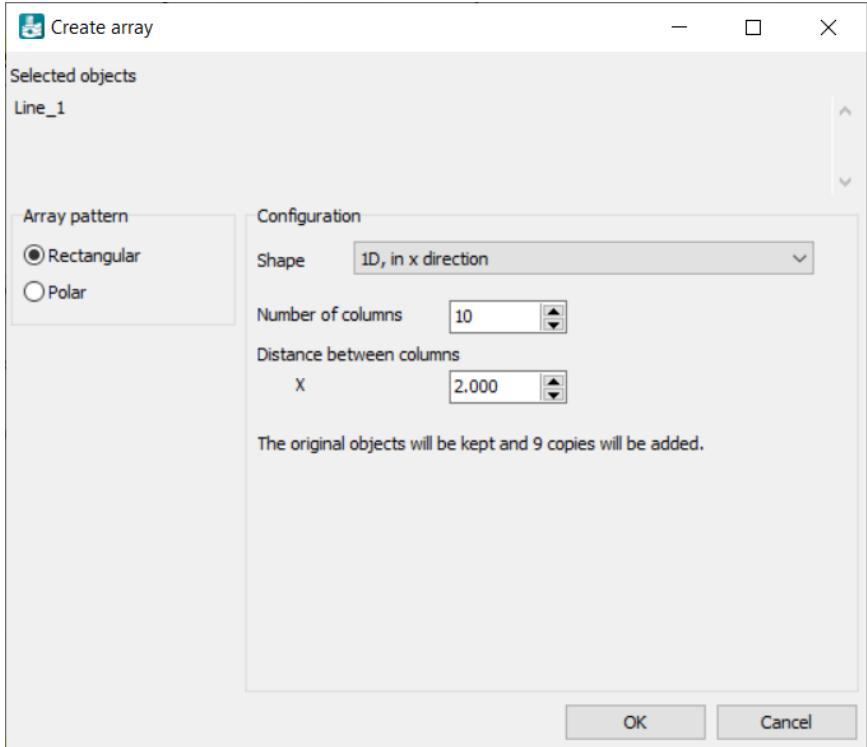 Create array
Selected objects
Line_1
Array pattern
Rectangular
Polar
Configuration
Shape 1D, in x direction
Number of columns 10
Distance between columns
X 2.000
The original objects will be kept and 9 copies will be added.
OK Cancel